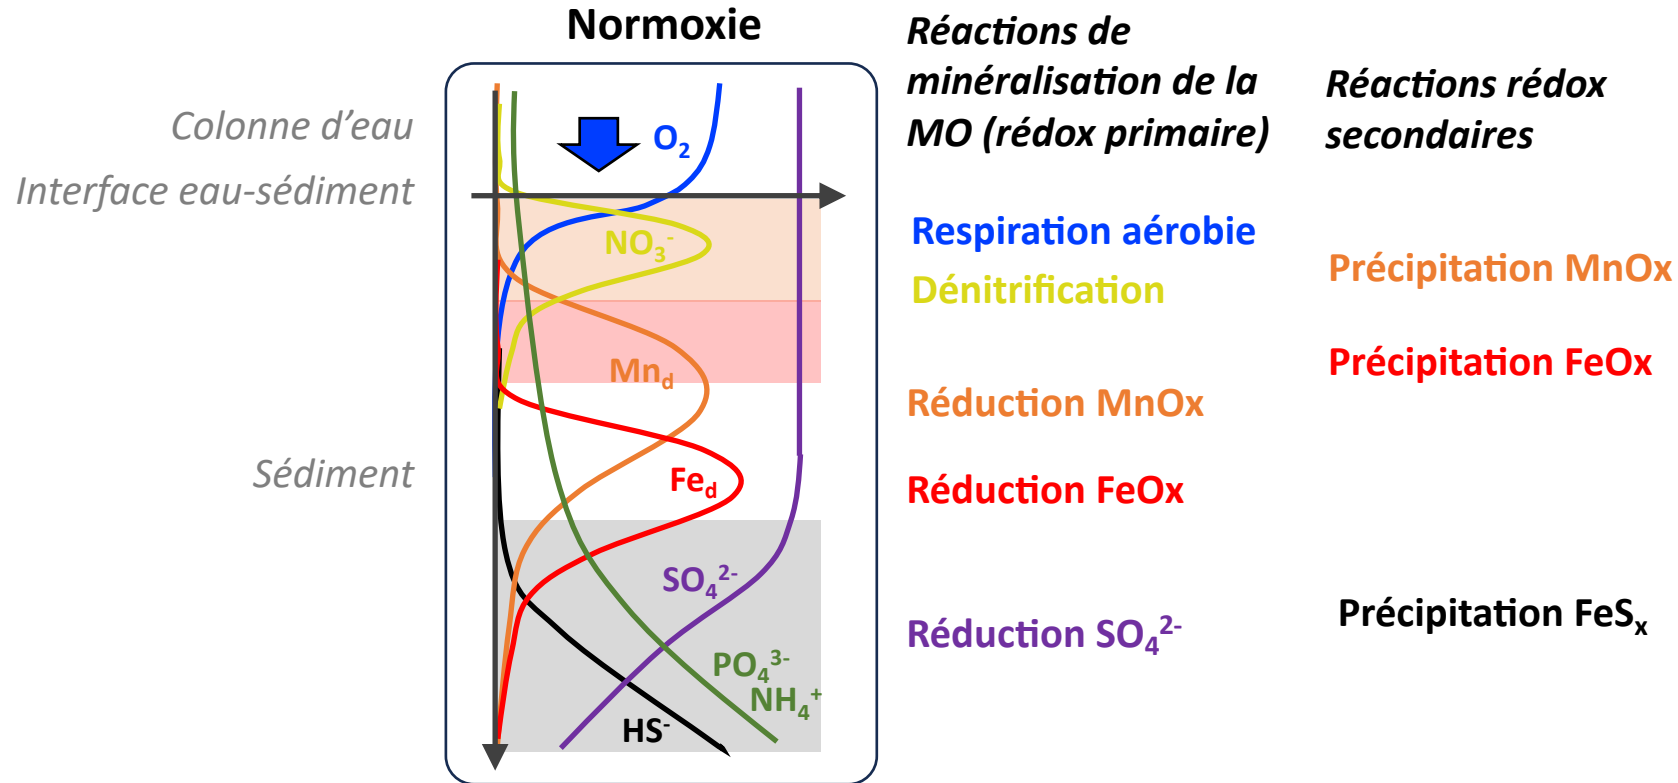 Normoxie
Colonne d’eau
Interface eau-sédiment
Sédiment
O₂
NO₃⁻
Mn_d
Fe_d
SO₄²⁻
PO₄³⁻
NH₄⁺
HS⁻
Réactions de
minéralisation de la
MO (rédox primaire)
Respiration aérobie
Dénitrification
Réduction MnOx
Réduction FeOx
Réduction SO₄²⁻
Réactions rédox
secondaires
Précipitation MnOx
Précipitation FeOx
Précipitation FeSₓ